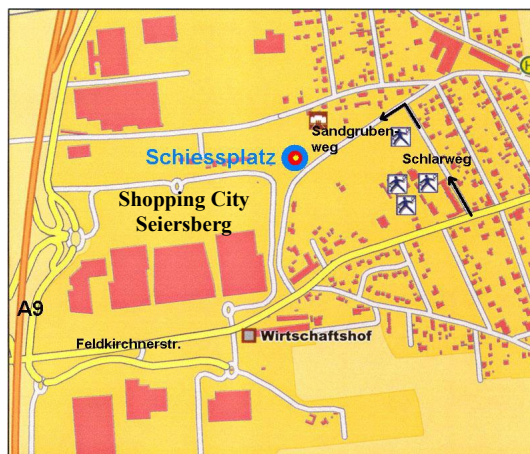 H
Sandgruben-
weg
Schiessplatz
Schlarweg
Shopping City
Seiersberg
A9
Wirtschaftshof
Feldkirchnerstr.